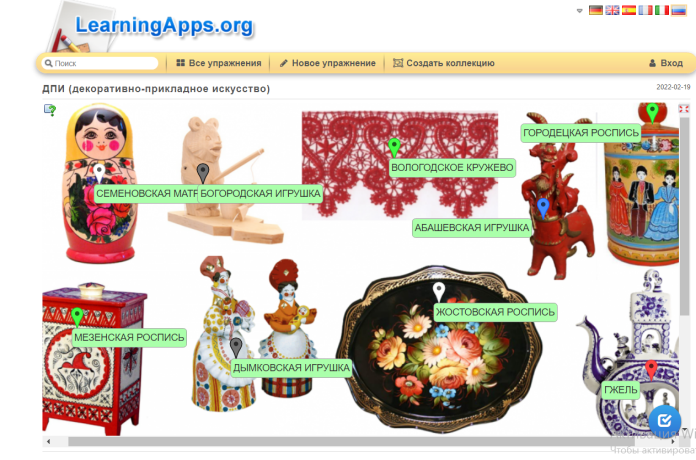 LearningApps.org
Поиск
Все упражнения
Новое упражнение
Создать коллекцию
Вход
ДПИ (декоративно-прикладное искусство)
2022-02-19
ГОРОДЕЦКАЯ РОСПИСЬ
ВОЛОГОДСКОЕ КРУЖЕВО
СЕМЕНОВСКАЯ МАТР
БОГОРОДСКАЯ ИГРУШКА
АБАШЕВСКАЯ ИГРУШКА
ЖОСТОВСКАЯ РОСПИСЬ
МЕЗЕНСКАЯ РОСПИСЬ
ДЫМКОВСКАЯ ИГРУШКА
ГЖЕЛЬ
Чтобы активирова